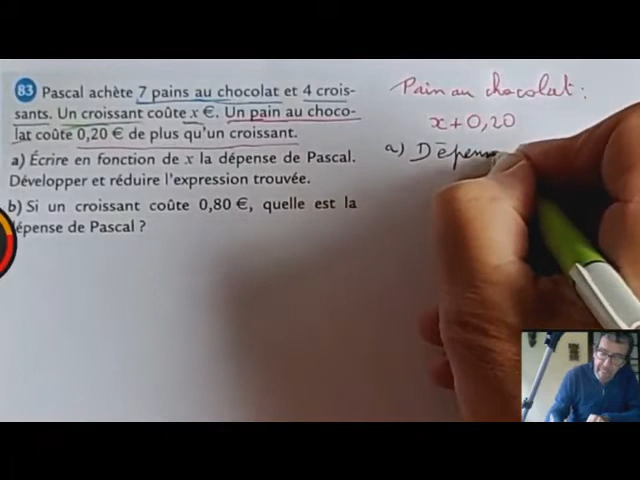 83 Pascal achète 7 pains au chocolat et 4 crois-
sants. Un croissant coûte x €. Un pain au choco-
lat coûte 0,20 € de plus qu'un croissant.
a) Écrire en fonction de x la dépense de Pascal.
Développer et réduire l'expression trouvée.
b) Si un croissant coûte 0,80 €, quelle est la
dépense de Pascal ?
Pain au chocolat :
x + 0,20
a) Dépens